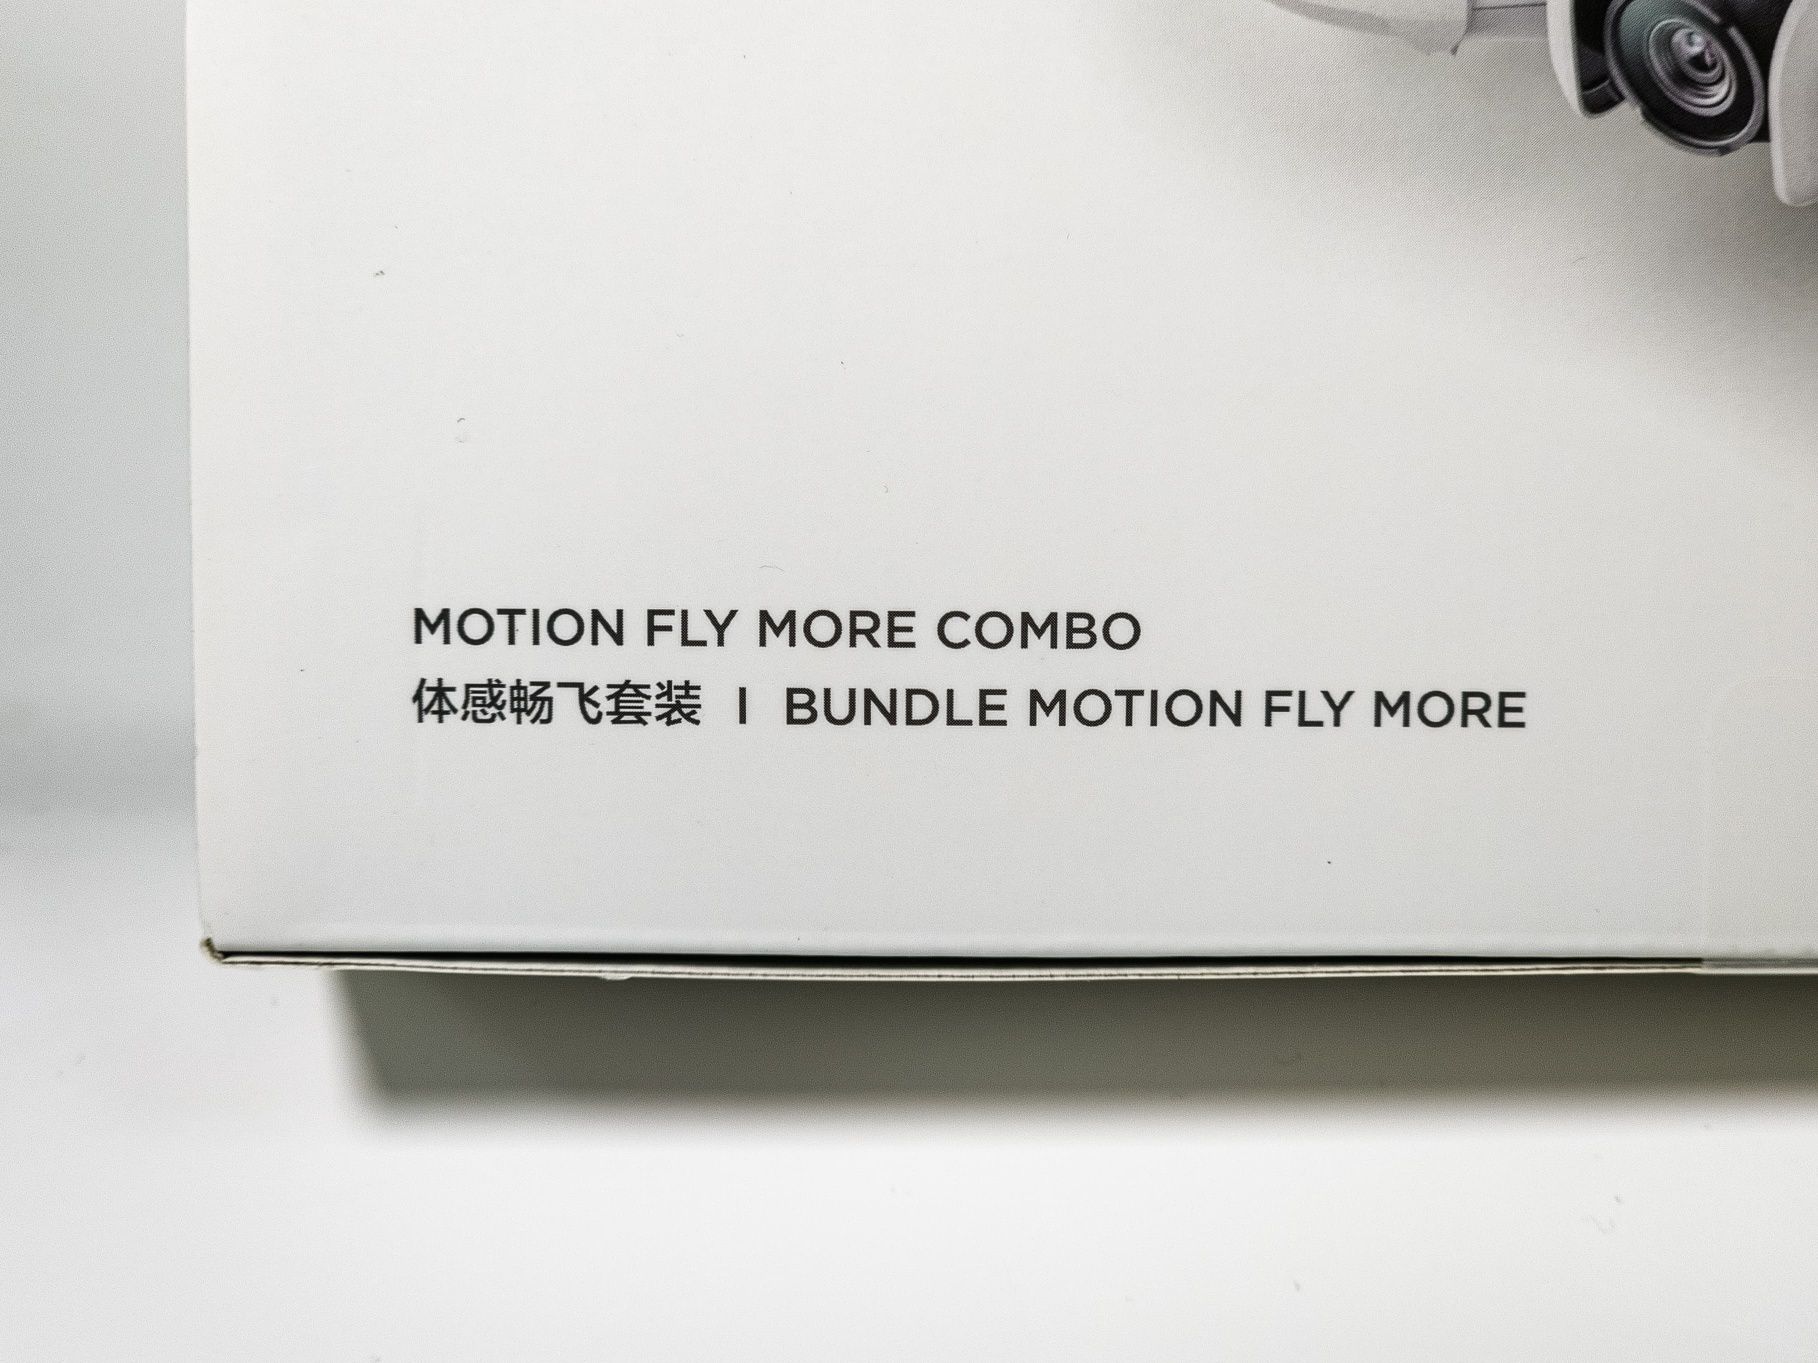 MOTION FLY MORE COMBO
体感畅飞套装 | BUNDLE MOTION FLY MORE